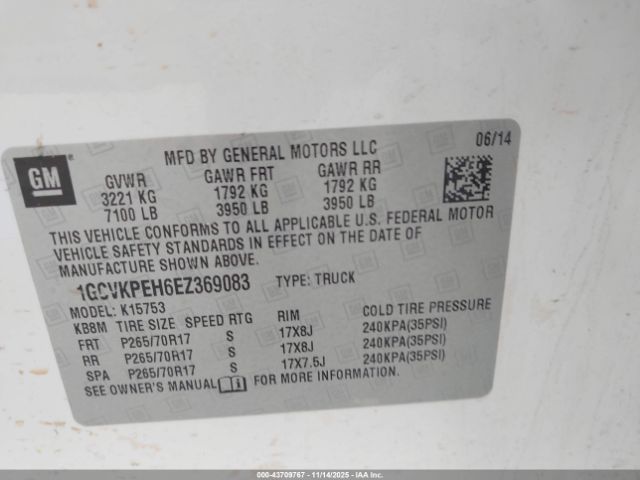 GM
MFD BY GENERAL MOTORS LLC
06/14
GVWR GAWR FRT GAWR RR
3221 KG 1792 KG 1792 KG
7100 LB 3950 LB 3950 LB
THIS VEHICLE CONFORMS TO ALL APPLICABLE U.S. FEDERAL MOTOR
VEHICLE SAFETY STANDARDS IN EFFECT ON THE DATE OF
MANUFACTURE SHOWN ABOVE.
1GCVKPEH6EZ369083 TYPE: TRUCK
MODEL: K15753
KB8M TIRE SIZE SPEED RTG RIM COLD TIRE PRESSURE
FRT P265/70R17 S 17X8J 240KPA(35PSI)
RR P265/70R17 S 17X8J 240KPA(35PSI)
SPA P265/70R17 S 17X7.5J 240KPA(35PSI)
SEE OWNER'S MANUAL FOR MORE INFORMATION.
000-43709767 - 11/14/2025 - IAAI.com